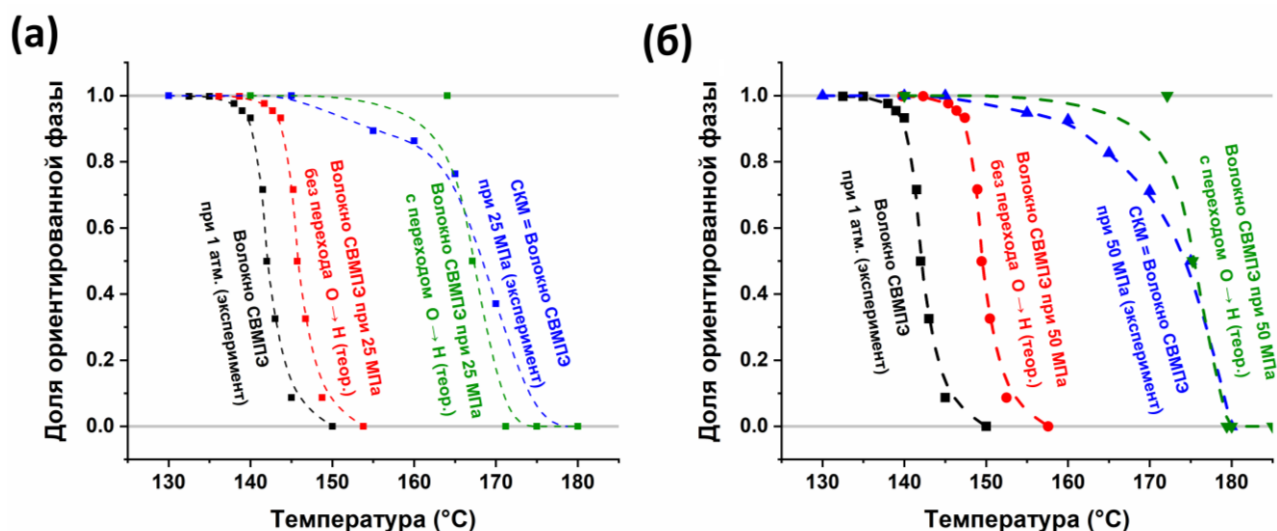 (а)
Доля ориентированной фазы
1.0
0.8
0.6
0.4
0.2
0.0
130
140
150
160
170
180
Температура (°C)
Волокно СВМПЭ
при 1 атм. (эксперимент)
Волокно СВМПЭ при 25 МПа
без перехода О → Н (теор.)
Волокно СВМПЭ при 25 МПа
с переходом О → Н (теор.)
СКМ = Волокно СВМПЭ
при 25 МПа (эксперимент)
(б)
Доля ориентированной фазы
1.0
0.8
0.6
0.4
0.2
0.0
130
140
150
160
170
180
Температура (°C)
Волокно СВМПЭ
при 1 атм. (эксперимент)
Волокно СВМПЭ при 50 МПа
без перехода О → Н (теор.)
СКМ = Волокно СВМПЭ
при 50 МПа (эксперимент)
Волокно СВМПЭ при 50 МПа
с переходом О → Н (теор.)